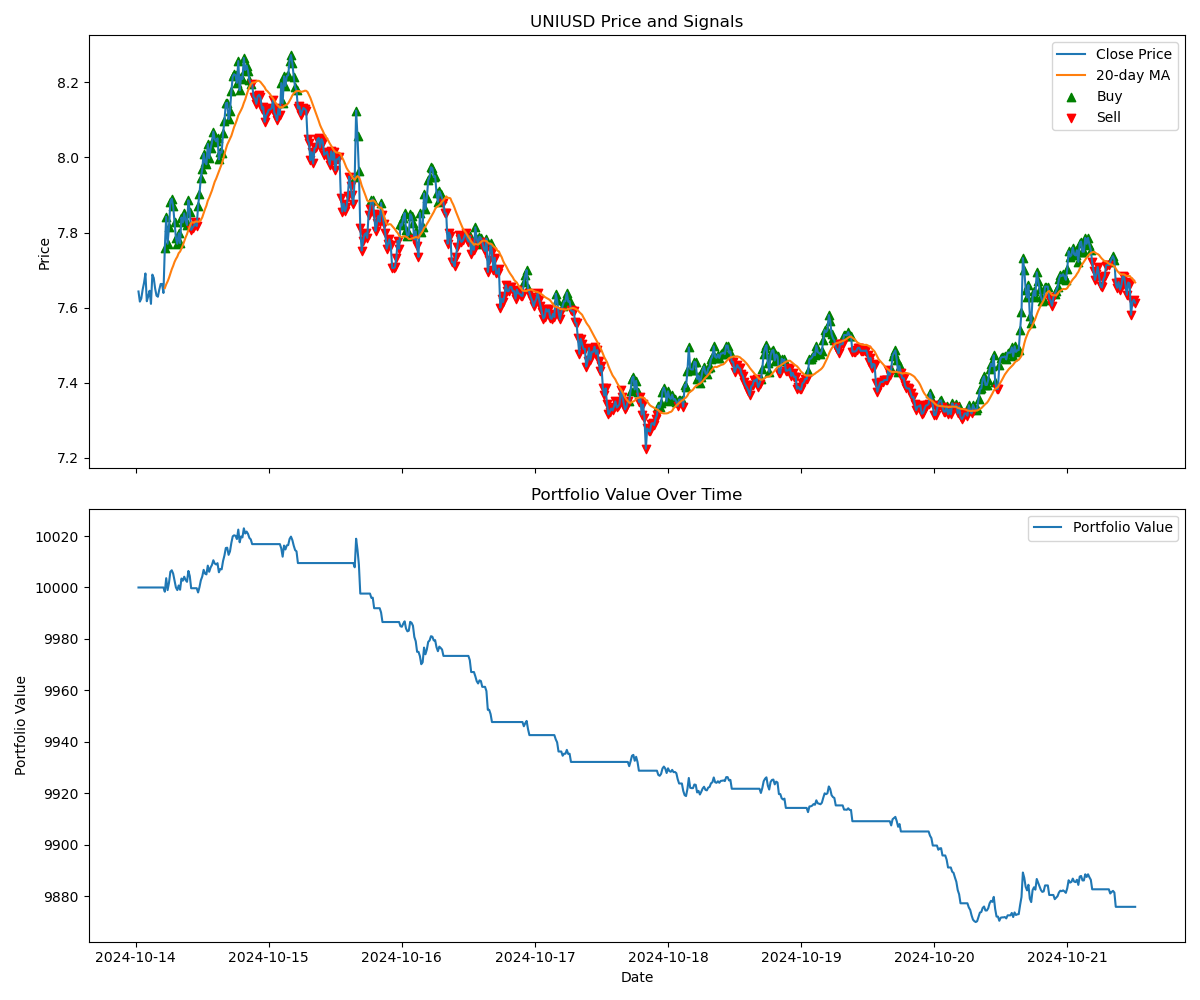 UNIUSD Price and Signals
Close Price
20-day MA
Buy
Sell
8.2
8.0
7.8
7.6
7.4
7.2
Price
Portfolio Value Over Time
Portfolio Value
10020
10000
9980
9960
9940
9920
9900
9880
Portfolio Value
2024-10-14 2024-10-15 2024-10-16 2024-10-17 2024-10-18 2024-10-19 2024-10-20 2024-10-21
Date